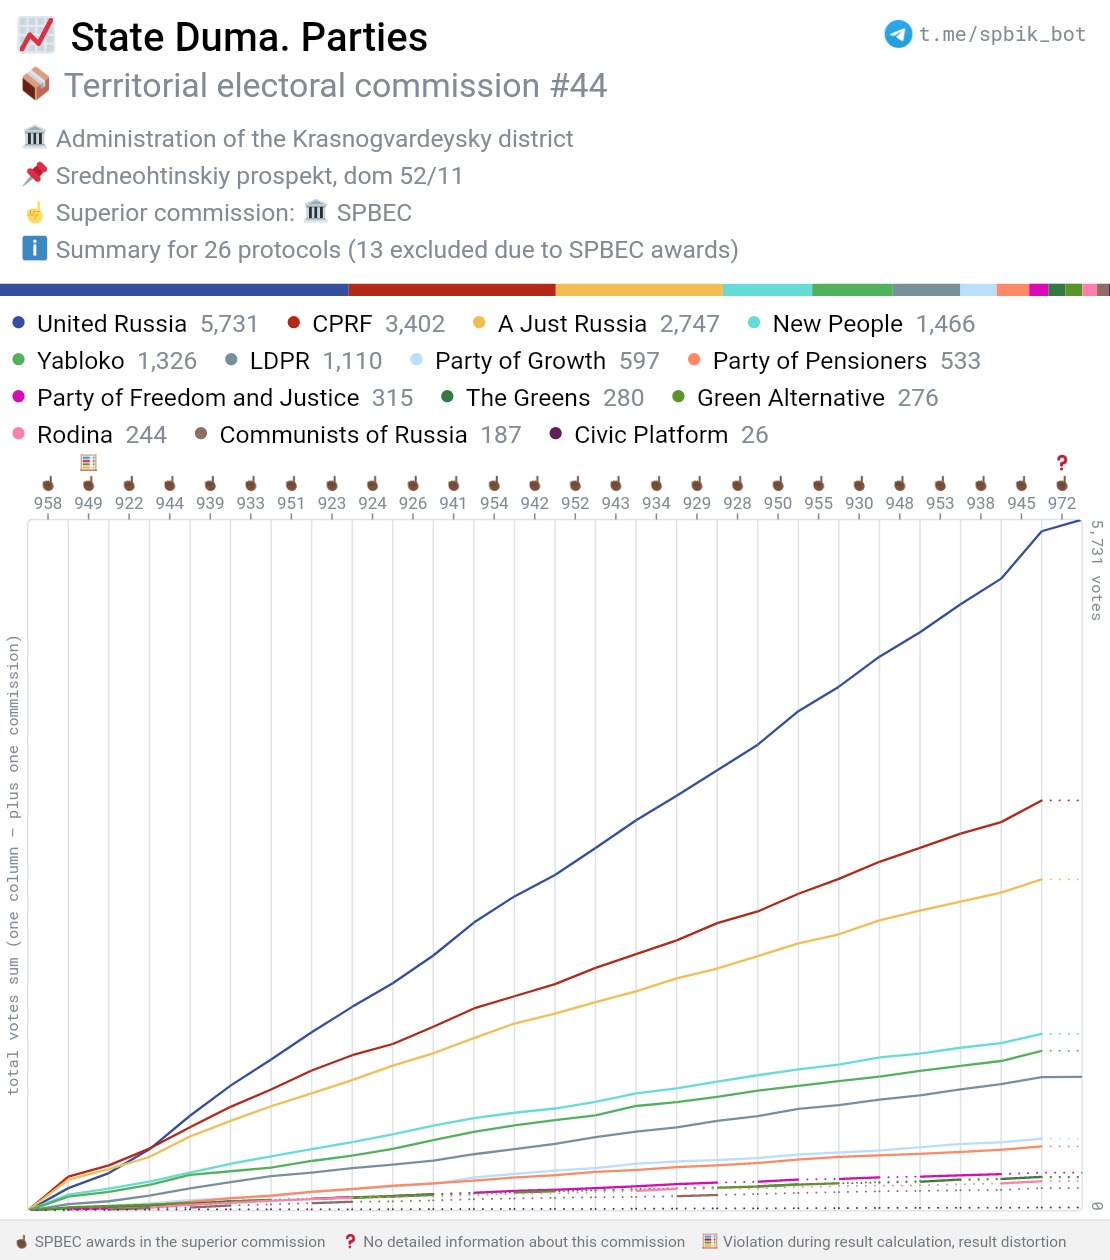 State Duma. Parties
t.me/spbik_bot
Territorial electoral commission #44
Administration of the Krasnogvardeysky district
Sredneohtinskiy prospekt, dom 52/11
Superior commission: SPBEC
Summary for 26 protocols (13 excluded due to SPBEC awards)
United Russia 5,731 CPRF 3,402 A Just Russia 2,747 New People 1,466
Yabloko 1,326 LDPR 1,110 Party of Growth 597 Party of Pensioners 533
Party of Freedom and Justice 315 The Greens 280 Green Alternative 276
Rodina 244 Communists of Russia 187 Civic Platform 26
958 949 922 944 939 933 951 923 924 926 941 954 942 952 943 934 929 928 950 955 930 948 953 938 945 972
5,731 votes
total votes sum (one column — plus one commission)
0
SPBEC awards in the superior commission ? No detailed information about this commission Violation during result calculation, result distortion